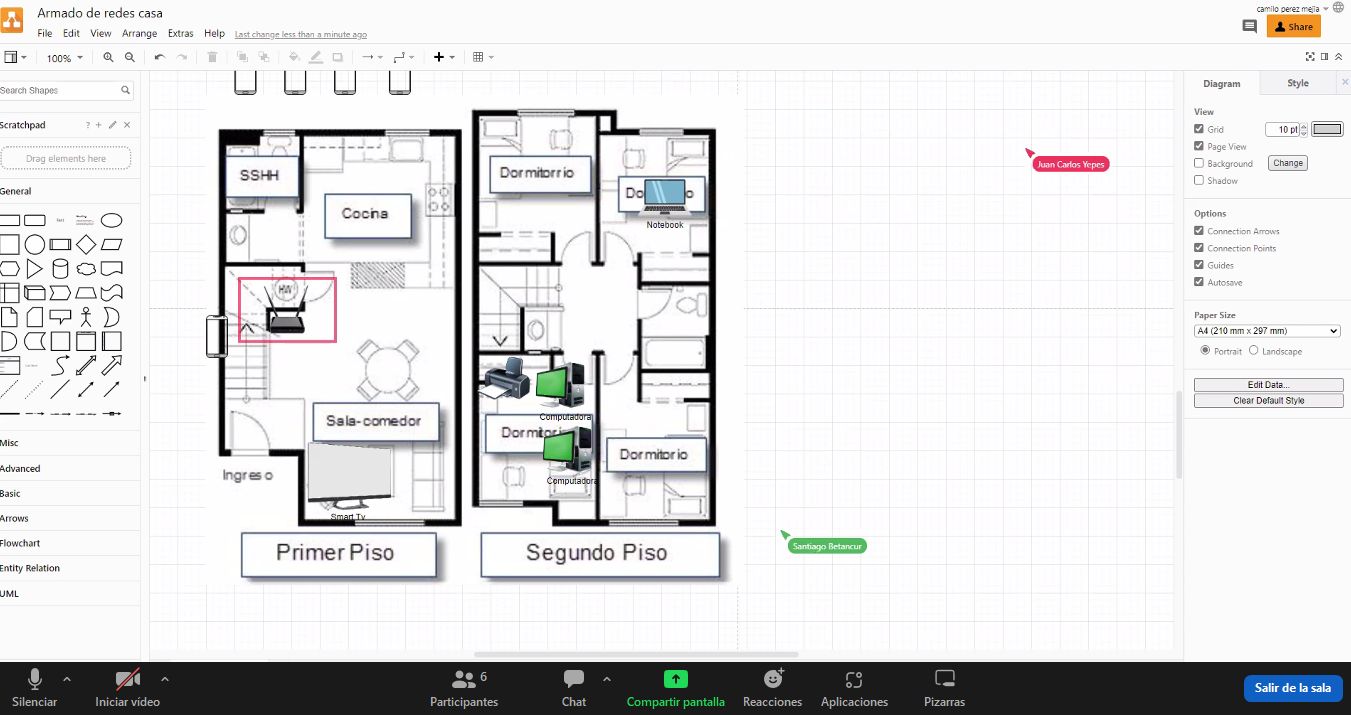 Armado de redes casa
camilo perez mejia
File Edit View Arrange Extras Help Last change less than a minute ago
Share
100%
Search Shapes
Scratchpad
?
Drag elements here
General
Text
Misc
Advanced
Basic
Arrows
Flowchart
Entity Relation
UML
SSHH
Cocina
HW
Sala-comedor
Ingreso
Smart Tv
Primer Piso
Dormitorrio
Notebook
Computadora
Computadora
Dormitorio
Segundo Piso
Juan Carlos Yepes
Santiago Betancur
Diagram
Style
View
Grid
10 pt
Page View
Background
Change
Shadow
Options
Connection Arrows
Connection Points
Guides
Autosave
Paper Size
A4 (210 mm x 297 mm)
Portrait Landscape
Edit Data...
Clear Default Style
Silenciar
Iniciar vídeo
6
Participantes
Chat
Compartir pantalla
Reacciones
Aplicaciones
Pizarras
Salir de la sala